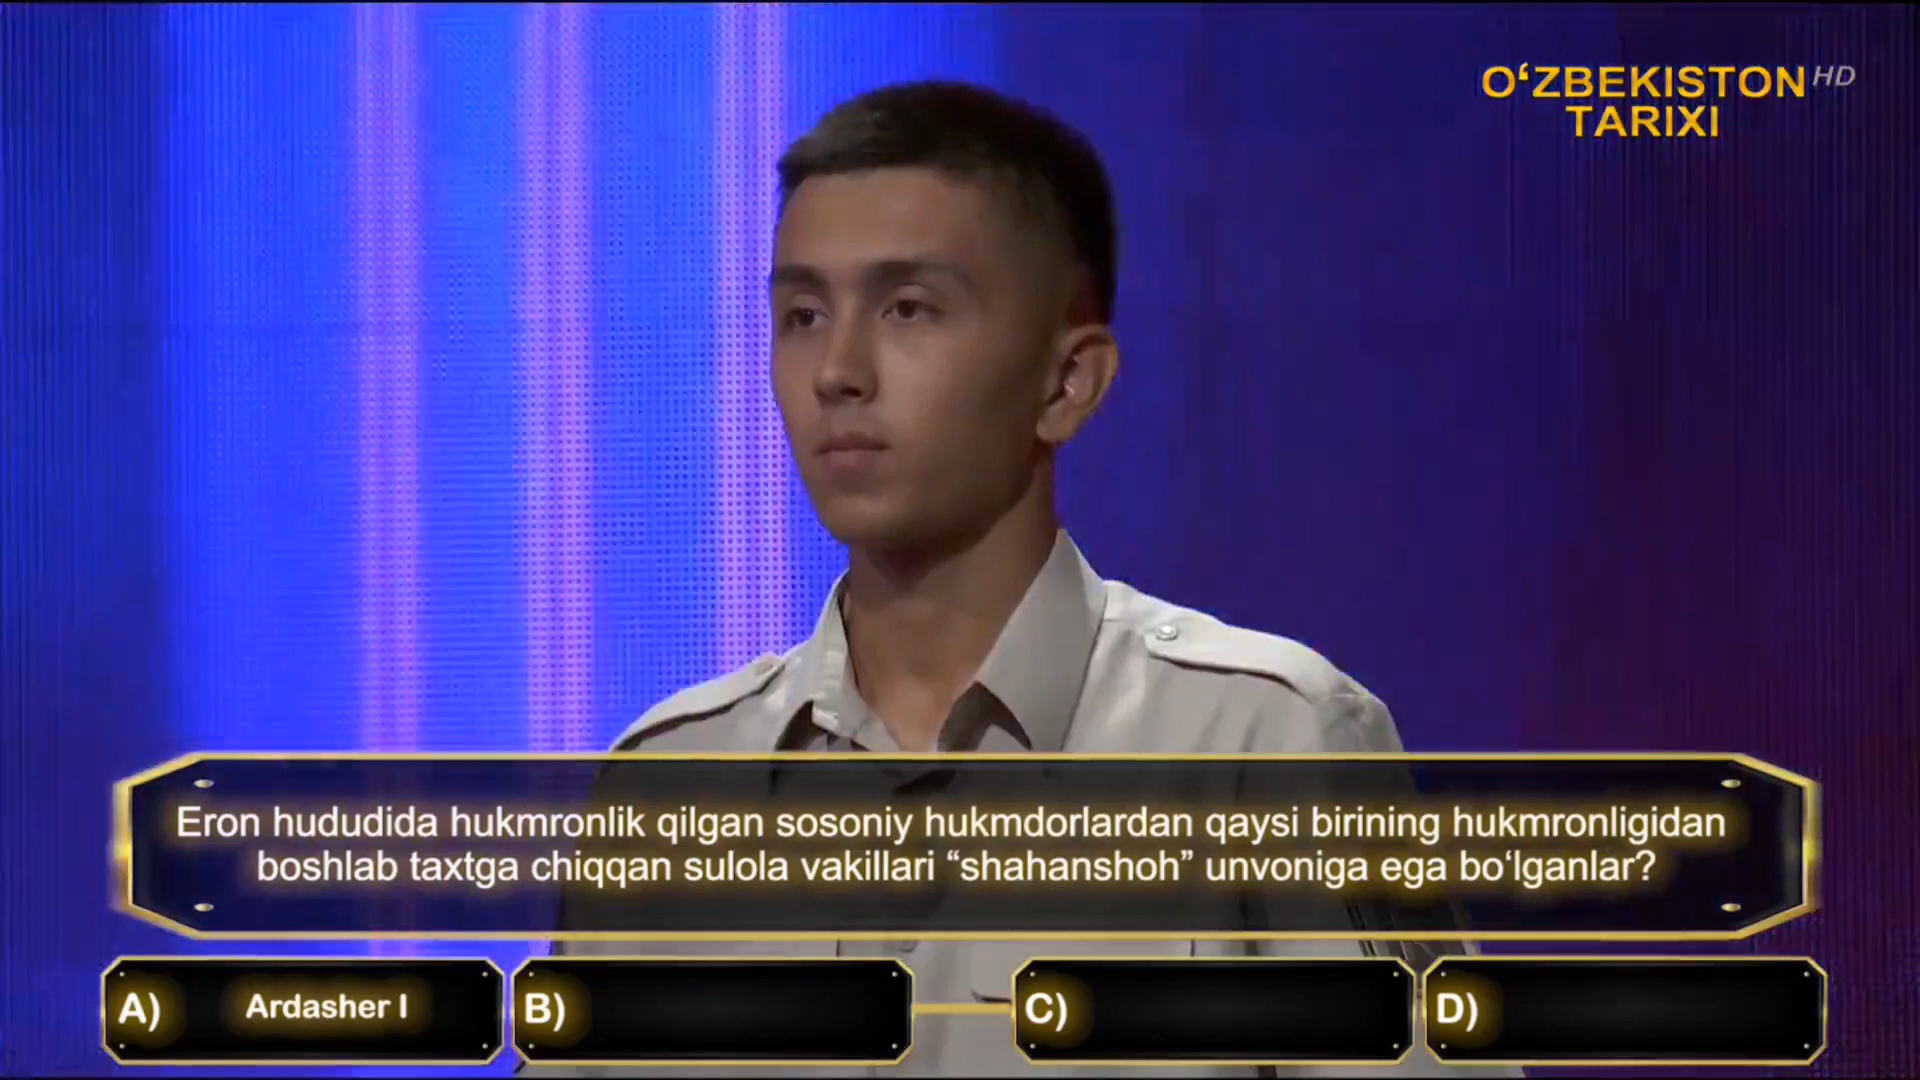 O‘ZBEKISTON HD
TARIXI
Eron hududida hukmronlik qilgan sosoniy hukmdorlardan qaysi birining hukmronligidan
boshlab taxtga chiqqan sulola vakillari “shahanshoh” unvoniga ega bo‘lganlar?
A) Ardasher I
B)
C)
D)